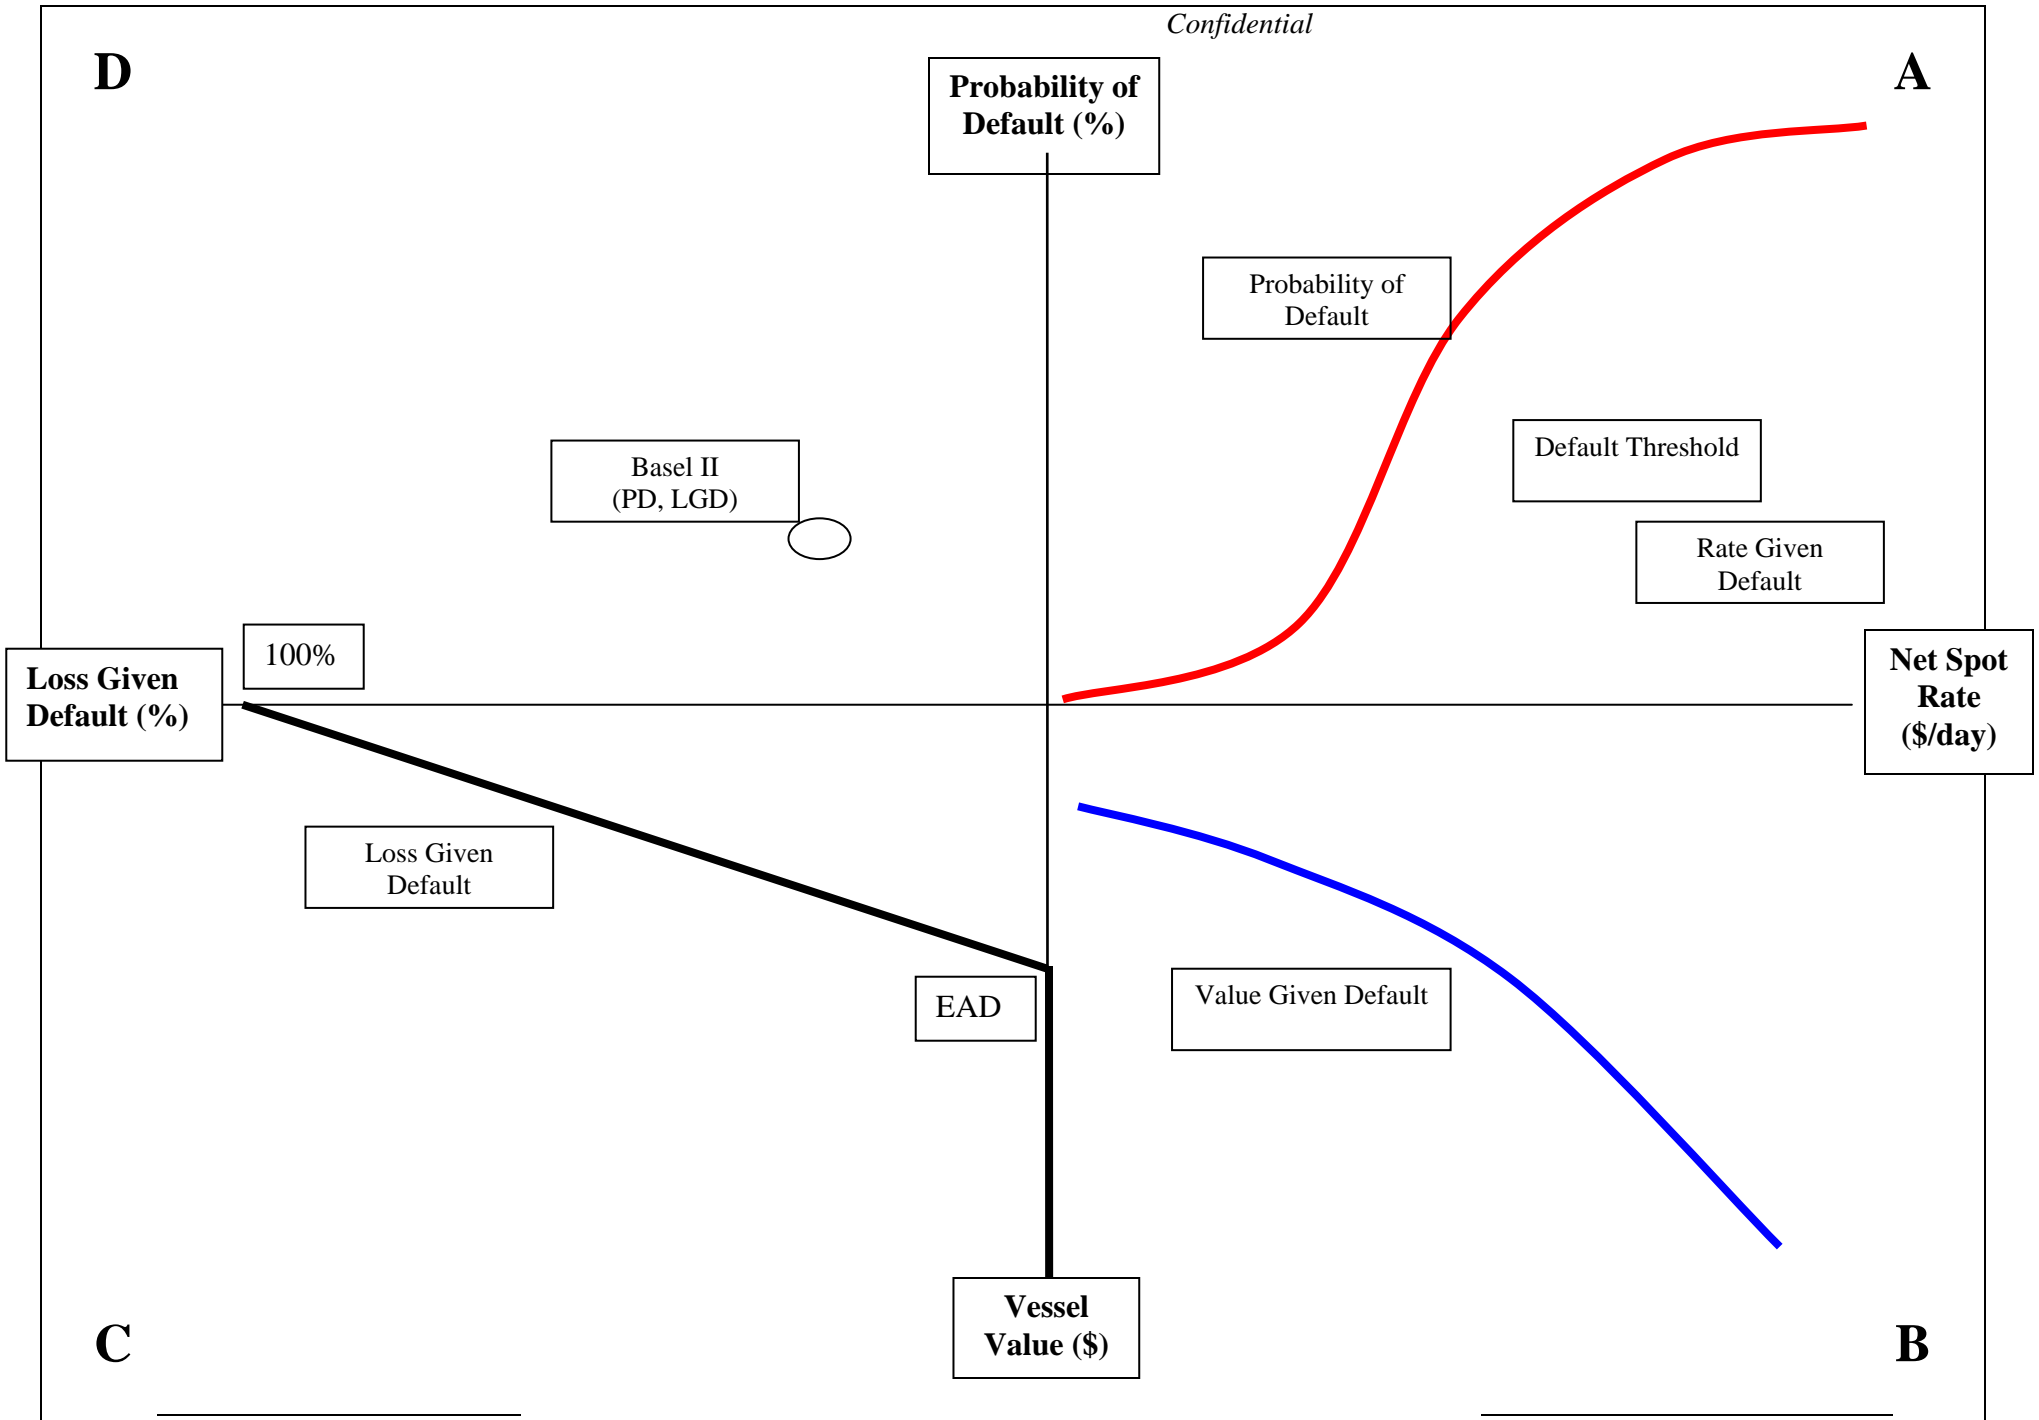 Confidential
D
A
Probability of
Default (%)
Probability of
Default
Default Threshold
Basel II
(PD, LGD)
Rate Given
Default
100%
Loss Given
Default (%)
Net Spot
Rate
($/day)
Loss Given
Default
EAD
Value Given Default
Vessel
Value ($)
C
B